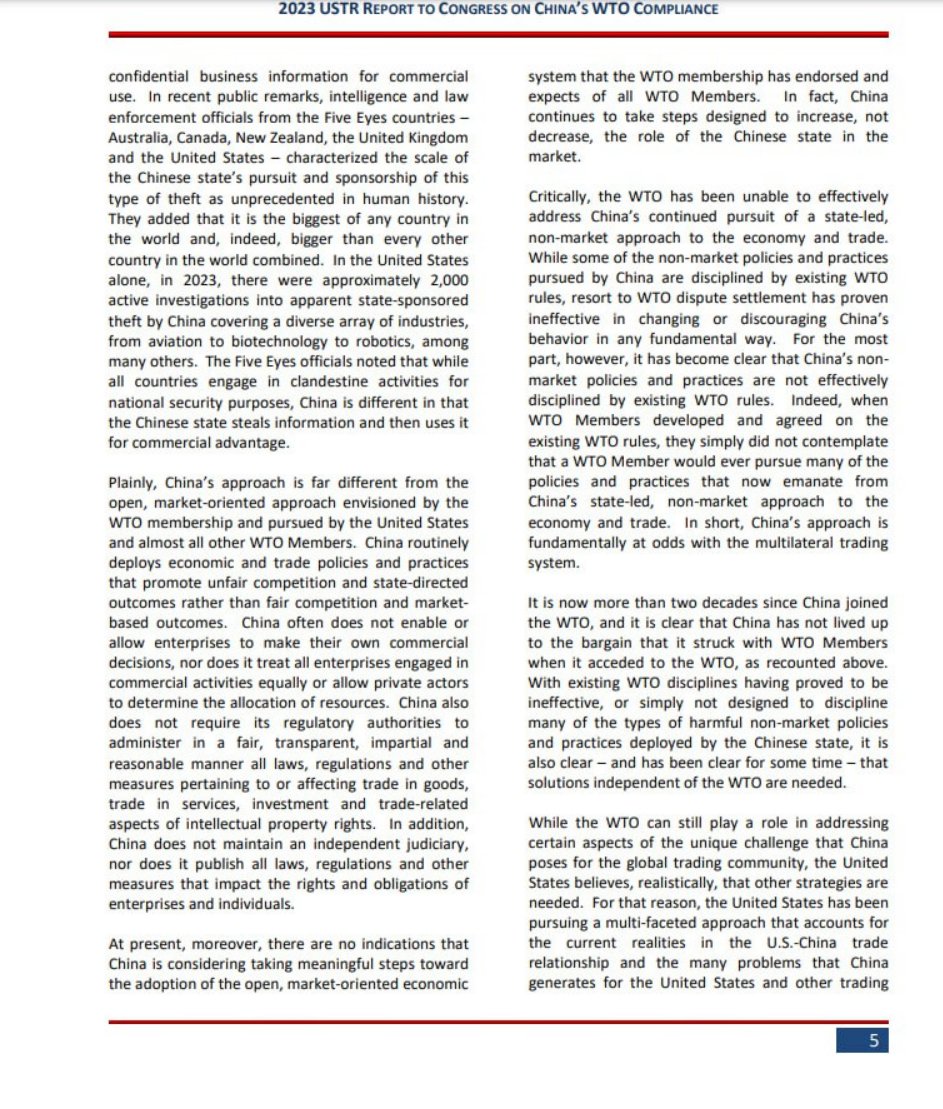 2023 USTR REPORT TO CONGRESS ON CHINA'S WTO COMPLIANCE
confidential business information for commercial
use. In recent public remarks, intelligence and law
enforcement officials from the Five Eyes countries –
Australia, Canada, New Zealand, the United Kingdom
and the United States – characterized the scale of
the Chinese state's pursuit and sponsorship of this
type of theft as unprecedented in human history.
They added that it is the biggest of any country in
the world and, indeed, bigger than every other
country in the world combined. In the United States
alone, in 2023, there were approximately 2,000
active investigations into apparent state-sponsored
theft by China covering a diverse array of industries,
from aviation to biotechnology to robotics, among
many others. The Five Eyes officials noted that while
all countries engage in clandestine activities for
national security purposes, China is different in that
the Chinese state steals information and then uses it
for commercial advantage.
Plainly, China's approach is far different from the
open, market-oriented approach envisioned by the
WTO membership and pursued by the United States
and almost all other WTO Members. China routinely
deploys economic and trade policies and practices
that promote unfair competition and state-directed
outcomes rather than fair competition and market-
based outcomes. China often does not enable or
allow enterprises to make their own commercial
decisions, nor does it treat all enterprises engaged in
commercial activities equally or allow private actors
to determine the allocation of resources. China also
does not require its regulatory authorities to
administer in a fair, transparent, impartial and
reasonable manner all laws, regulations and other
measures pertaining to or affecting trade in goods,
trade in services, investment and trade-related
aspects of intellectual property rights. In addition,
China does not maintain an independent judiciary,
nor does it publish all laws, regulations and other
measures that impact the rights and obligations of
enterprises and individuals.
At present, moreover, there are no indications that
China is considering taking meaningful steps toward
the adoption of the open, market-oriented economic
system that the WTO membership has endorsed and
expects of all WTO Members. In fact, China
continues to take steps designed to increase, not
decrease, the role of the Chinese state in the
market.
Critically, the WTO has been unable to effectively
address China's continued pursuit of a state-led,
non-market approach to the economy and trade.
While some of the non-market policies and practices
pursued by China are disciplined by existing WTO
rules, resort to WTO dispute settlement has proven
ineffective in changing or discouraging China's
behavior in any fundamental way. For the most
part, however, it has become clear that China's non-
market policies and practices are not effectively
disciplined by existing WTO rules. Indeed, when
WTO Members developed and agreed on the
existing WTO rules, they simply did not contemplate
that a WTO Member would ever pursue many of the
policies and practices that now emanate from
China's state-led, non-market approach to the
economy and trade. In short, China's approach is
fundamentally at odds with the multilateral trading
system.
It is now more than two decades since China joined
the WTO, and it is clear that China has not lived up
to the bargain that it struck with WTO Members
when it acceded to the WTO, as recounted above.
With existing WTO disciplines having proved to be
ineffective, or simply not designed to discipline
many of the types of harmful non-market policies
and practices deployed by the Chinese state, it is
also clear – and has been clear for some time – that
solutions independent of the WTO are needed.
While the WTO can still play a role in addressing
certain aspects of the unique challenge that China
poses for the global trading community, the United
States believes, realistically, that other strategies are
needed. For that reason, the United States has been
pursuing a multi-faceted approach that accounts for
the current realities in the U.S.-China trade
relationship and the many problems that China
generates for the United States and other trading
5